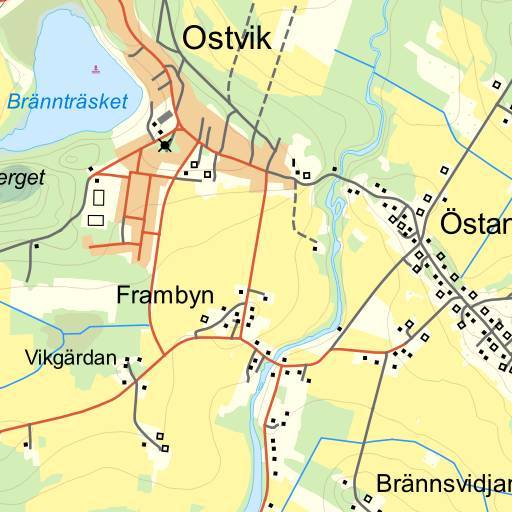 Ostvik
Brännträsket
erget
Östan
Frambyn
Vikgärdan
Brännsvidjan